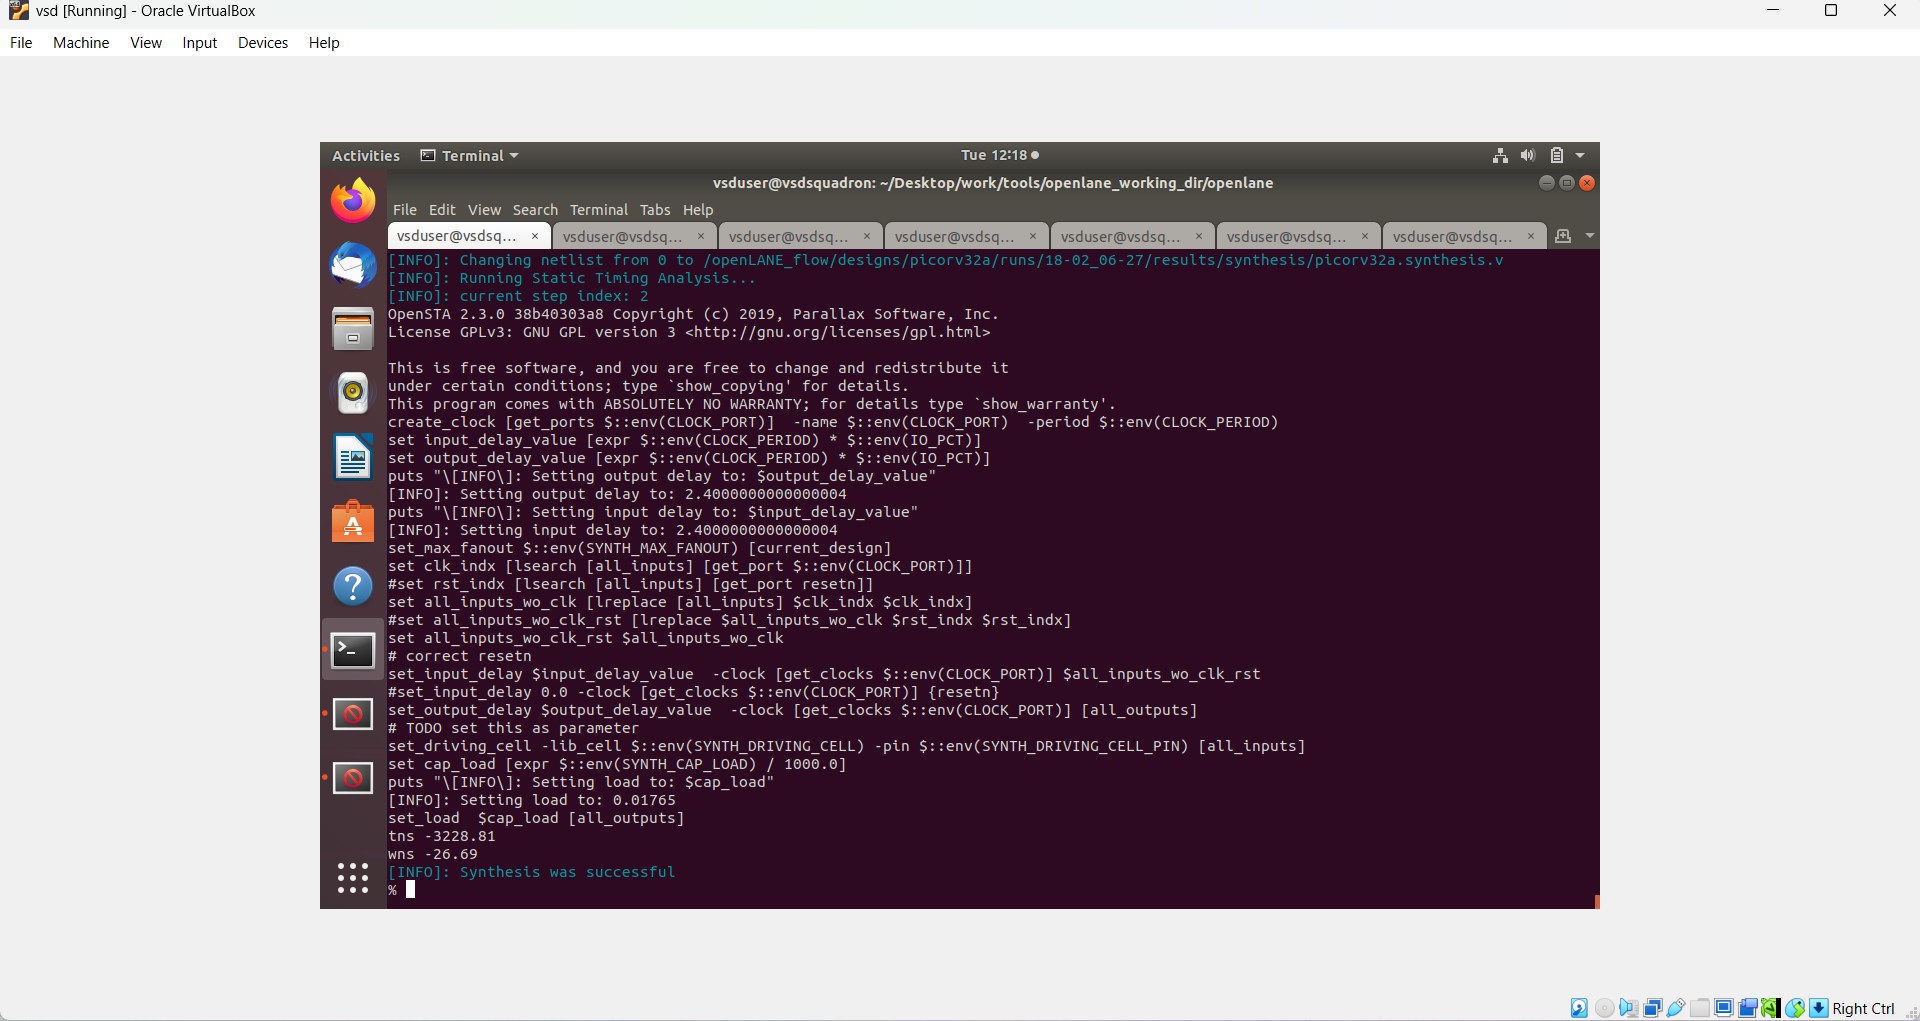 vsd [Running] - Oracle VirtualBox
File Machine View Input Devices Help
Activities Terminal Tue 12:18
vsduser@vsdsquadron: ~/Desktop/work/tools/openlane_working_dir/openlane
File Edit View Search Terminal Tabs Help
vsduser@vsdsq... × vsduser@vsdsq... × vsduser@vsdsq... × vsduser@vsdsq... × vsduser@vsdsq... × vsduser@vsdsq... × vsduser@vsdsq... ×
[INFO]: Changing netlist from 0 to /openLANE_flow/designs/picorv32a/runs/18-02_06-27/results/synthesis/picorv32a.synthesis.v
[INFO]: Running Static Timing Analysis...
[INFO]: current step index: 2
OpenSTA 2.3.0 38b40303a8 Copyright (c) 2019, Parallax Software, Inc.
License GPLv3: GNU GPL version 3 <http://gnu.org/licenses/gpl.html>
This is free software, and you are free to change and redistribute it
under certain conditions; type `show_copying' for details.
This program comes with ABSOLUTELY NO WARRANTY; for details type `show_warranty'.
create_clock [get_ports $::env(CLOCK_PORT)]  -name $::env(CLOCK_PORT)  -period $::env(CLOCK_PERIOD)
set input_delay_value [expr $::env(CLOCK_PERIOD) * $::env(IO_PCT)]
set output_delay_value [expr $::env(CLOCK_PERIOD) * $::env(IO_PCT)]
puts "\[INFO\]: Setting output delay to: $output_delay_value"
[INFO]: Setting output delay to: 2.4000000000000004
puts "\[INFO\]: Setting input delay to: $input_delay_value"
[INFO]: Setting input delay to: 2.4000000000000004
set_max_fanout $::env(SYNTH_MAX_FANOUT) [current_design]
set clk_indx [lsearch [all_inputs] [get_port $::env(CLOCK_PORT)]]
#set rst_indx [lsearch [all_inputs] [get_port resetn]]
set all_inputs_wo_clk [lreplace [all_inputs] $clk_indx $clk_indx]
#set all_inputs_wo_clk_rst [lreplace $all_inputs_wo_clk $rst_indx $rst_indx]
set all_inputs_wo_clk_rst $all_inputs_wo_clk
# correct resetn
set_input_delay $input_delay_value  -clock [get_clocks $::env(CLOCK_PORT)] $all_inputs_wo_clk_rst
#set_input_delay 0.0 -clock [get_clocks $::env(CLOCK_PORT)] {resetn}
set_output_delay $output_delay_value  -clock [get_clocks $::env(CLOCK_PORT)] [all_outputs]
# TODO set this as parameter
set_driving_cell -lib_cell $::env(SYNTH_DRIVING_CELL) -pin $::env(SYNTH_DRIVING_CELL_PIN) [all_inputs]
set cap_load [expr $::env(SYNTH_CAP_LOAD) / 1000.0]
puts "\[INFO\]: Setting load to: $cap_load"
[INFO]: Setting load to: 0.01765
set_load  $cap_load [all_outputs]
tns -3228.81
wns -26.69
[INFO]: Synthesis was successful
%
Right Ctrl